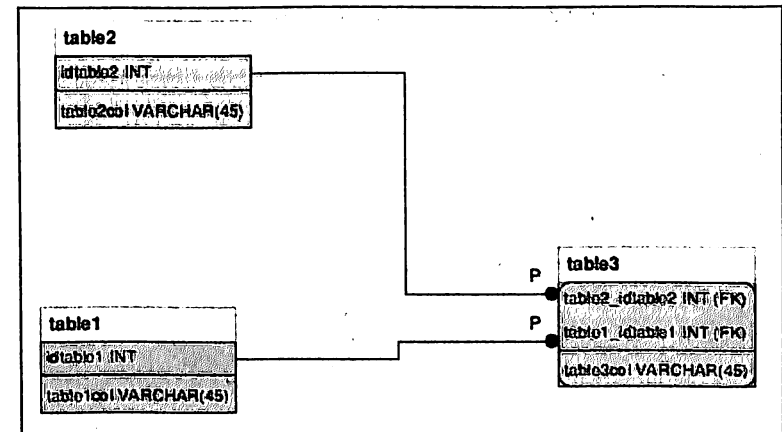 table2
idtable2 INT
table2col VARCHAR(45)
P
table3
table2_idtable2 INT (FK)
P
table1_idtable1 INT (FK)
table3col VARCHAR(45)
table1
idtable1 INT
table1col VARCHAR(45)